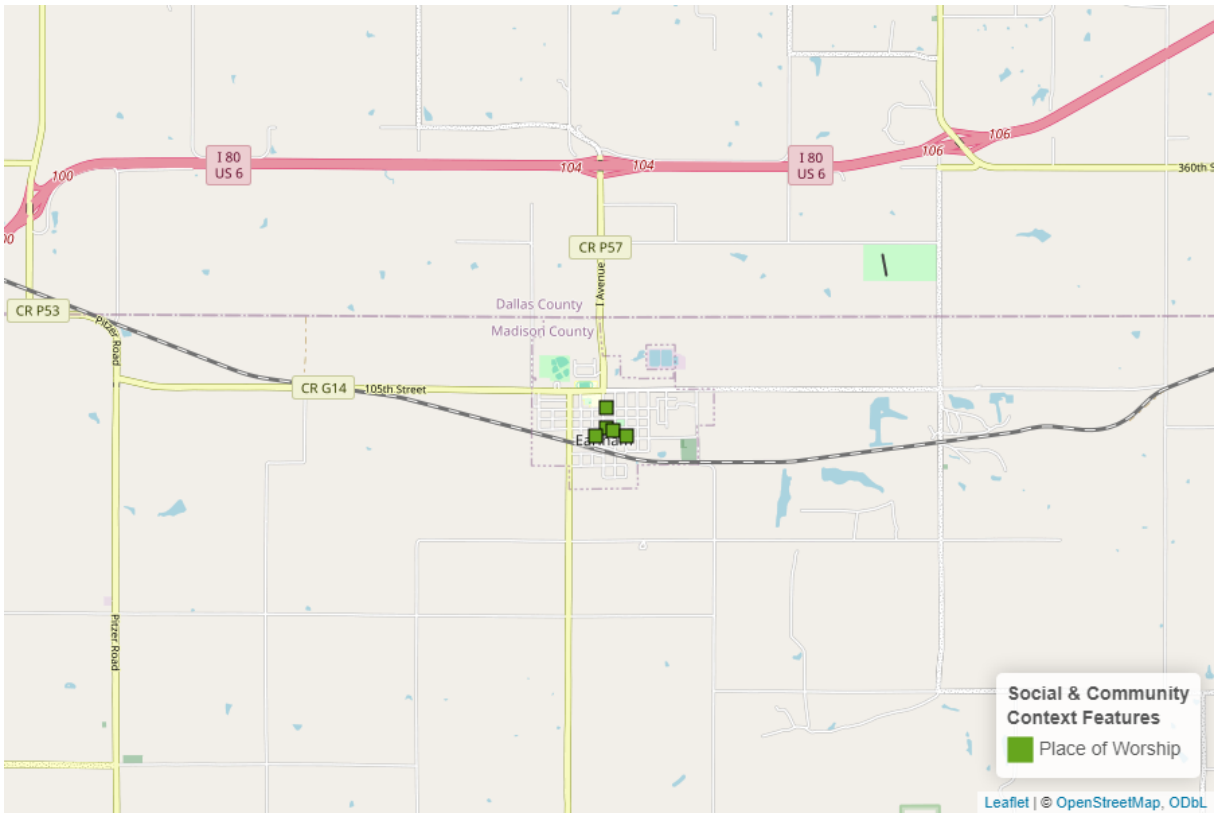 I 80
US 6
I 80
US 6
106
106
100
104
104
360th S
00
CR P57
I Avenue
CR P53
Dallas County
Madison County
Pitzer Road
CR G14
105th Street
Earlham
Pitzer Road
Social & Community
Context Features
Place of Worship
Leaflet | © OpenStreetMap, ODbL